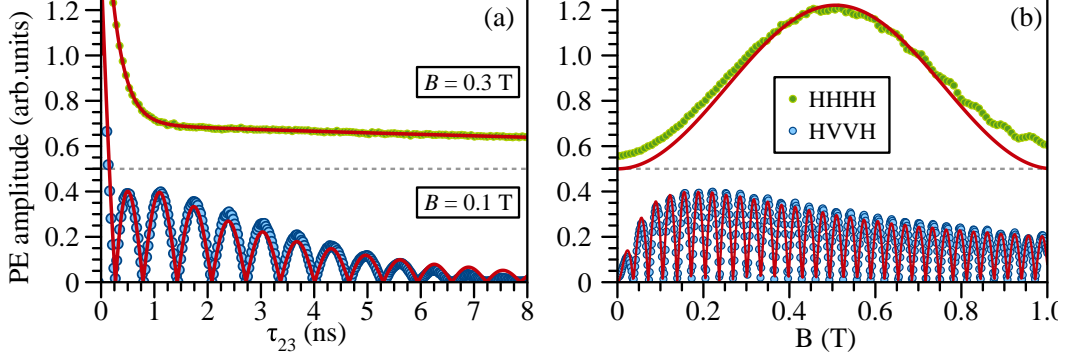 PE amplitude (arb.units)
1.2
1.0
0.8
0.6
0.4
0.2
0
(a)
B = 0.3 T
B = 0.1 T
0 1 2 3 4 5 6 7 8
τ23 (ns)
1.2
1.0
0.8
0.6
0.4
0.2
0
(b)
HHHH
HVVH
0 0.2 0.4 0.6 0.8 1.0
B (T)